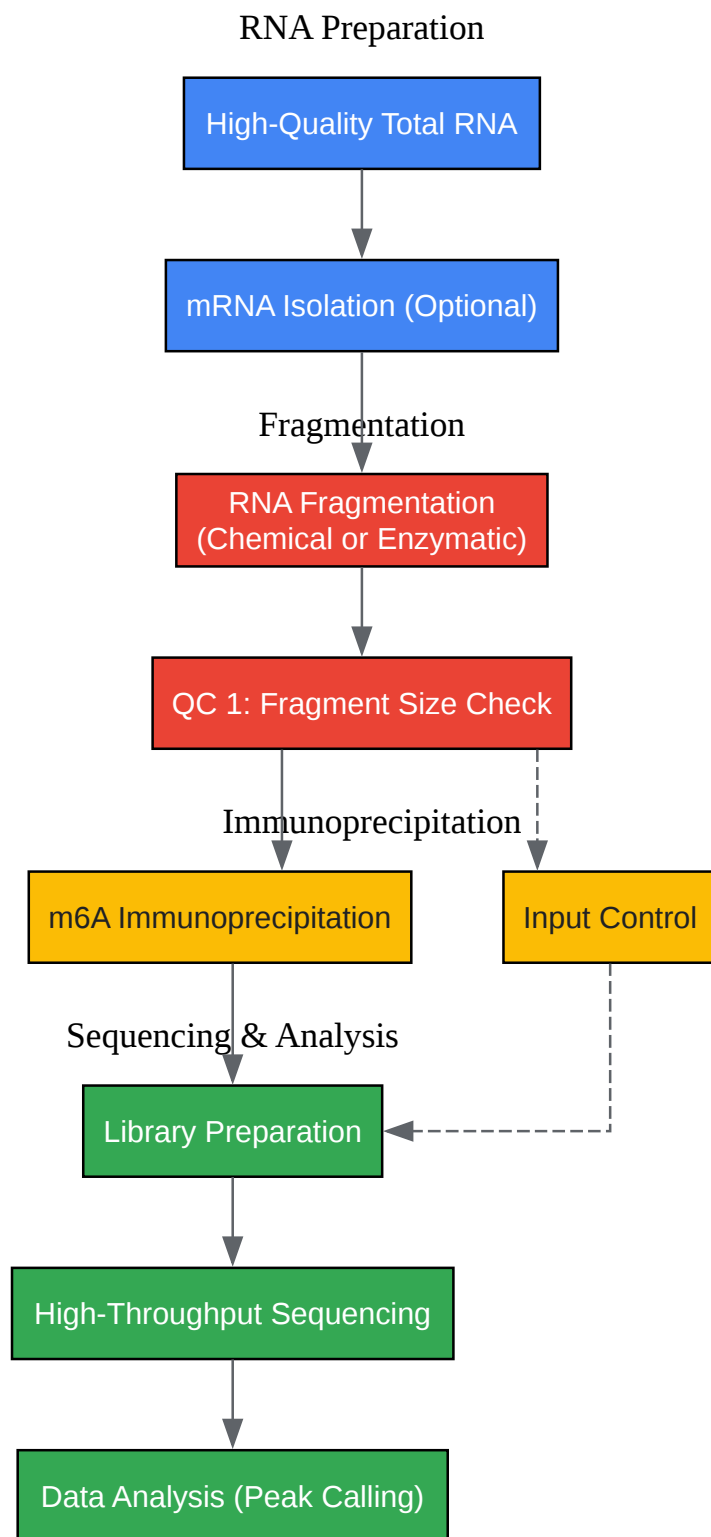 RNA Preparation
High-Quality Total RNA
mRNA Isolation (Optional)
Fragmentation
RNA Fragmentation
(Chemical or Enzymatic)
QC 1: Fragment Size Check
Immunoprecipitation
m6A Immunoprecipitation
Input Control
Sequencing & Analysis
Library Preparation
High-Throughput Sequencing
Data Analysis (Peak Calling)